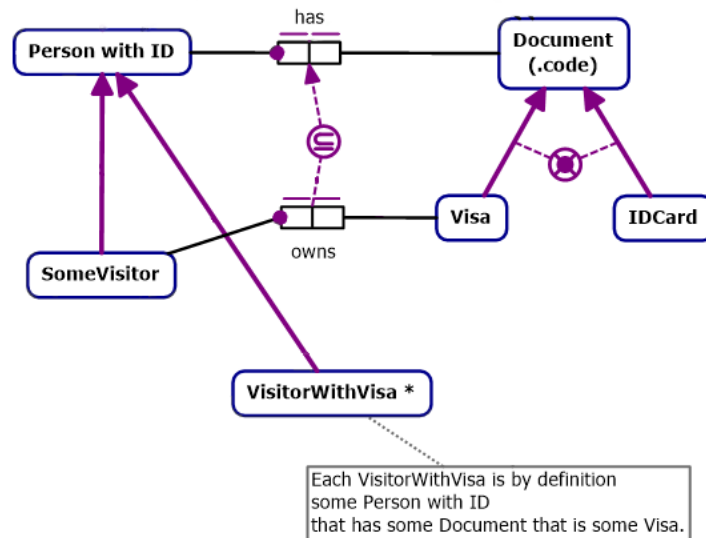 has
Person with ID
Document
(.code)
Visa
IDCard
owns
SomeVisitor
VisitorWithVisa *
Each VisitorWithVisa is by definition
some Person with ID
that has some Document that is some Visa.